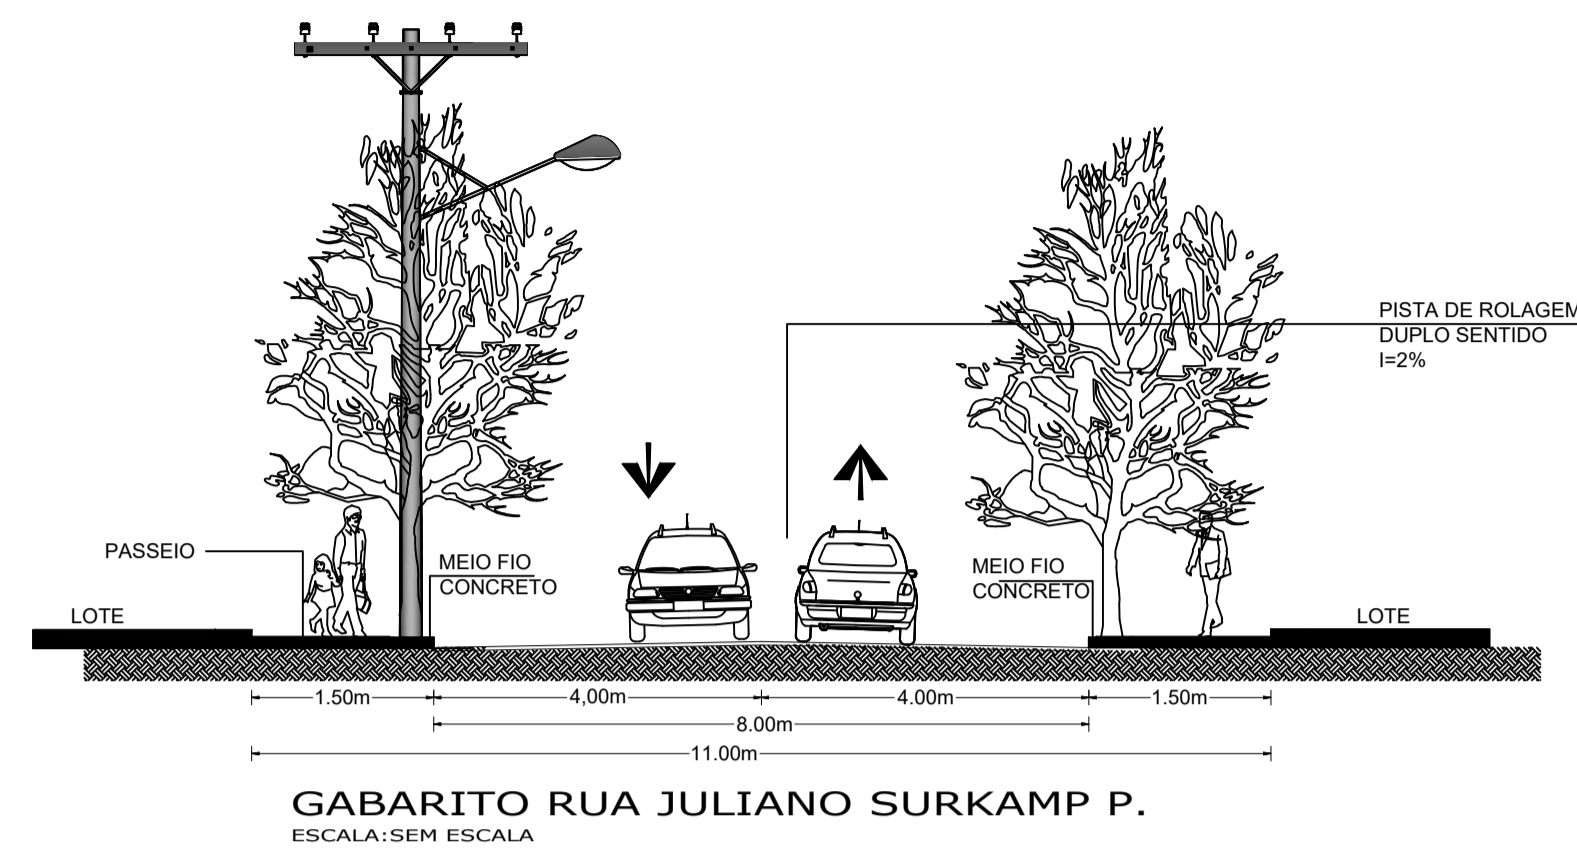 PISTA DE ROLAGEM
DUPLO SENTIDO
I=2%
PASSEIO
MEIO FIO
CONCRETO
MEIO FIO
CONCRETO
LOTE
LOTE
1.50m
4,00m
4.00m
1.50m
8.00m
11.00m
GABARITO RUA JULIANO SURKAMP P.
ESCALA:SEM ESCALA